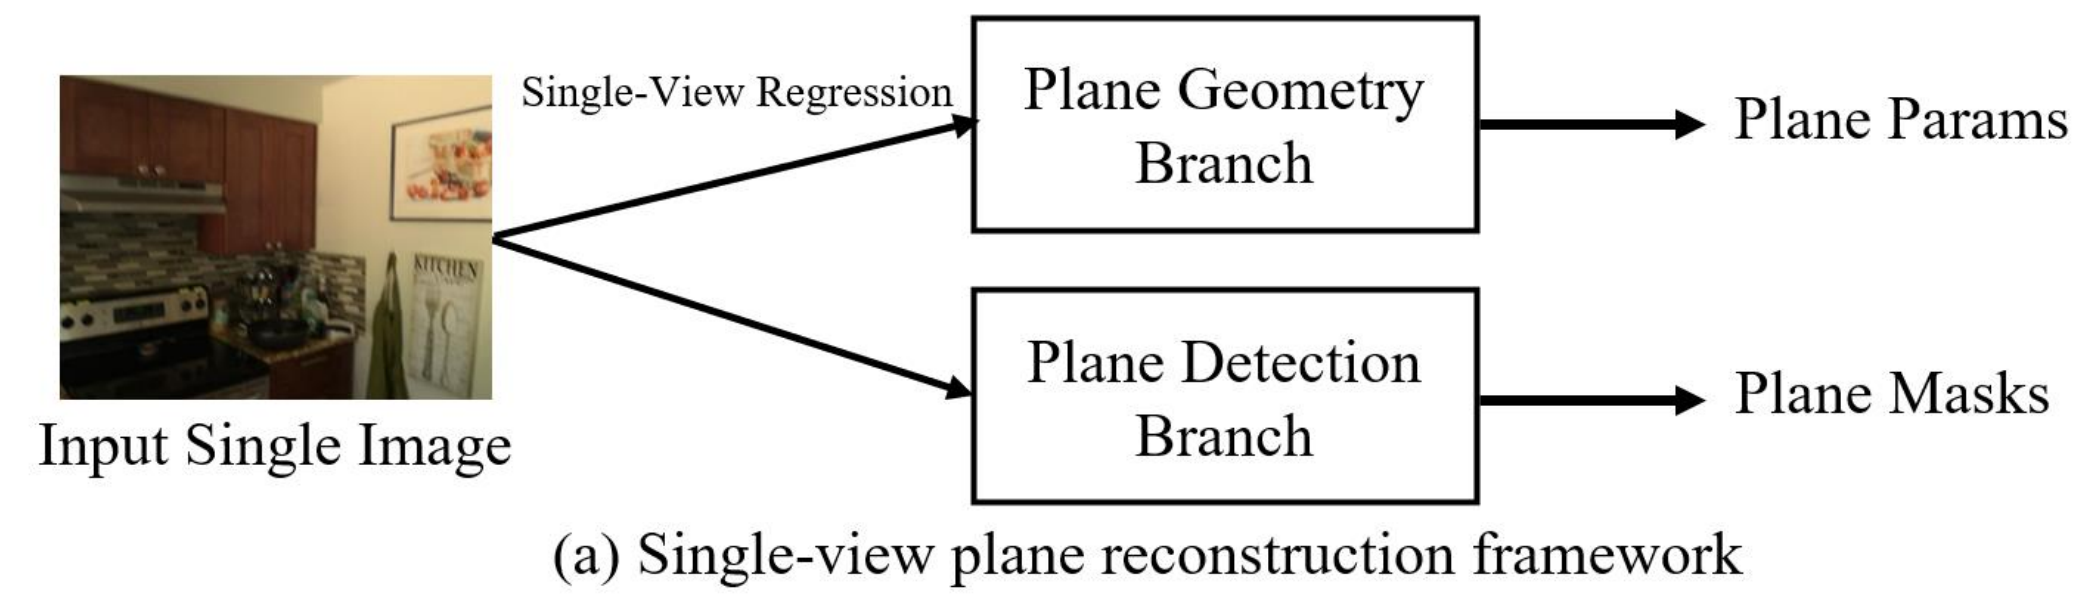 Single-View Regression
Plane Geometry
Branch
Plane Params
KITCHEN
Plane Detection
Branch
Plane Masks
Input Single Image
(a) Single-view plane reconstruction framework